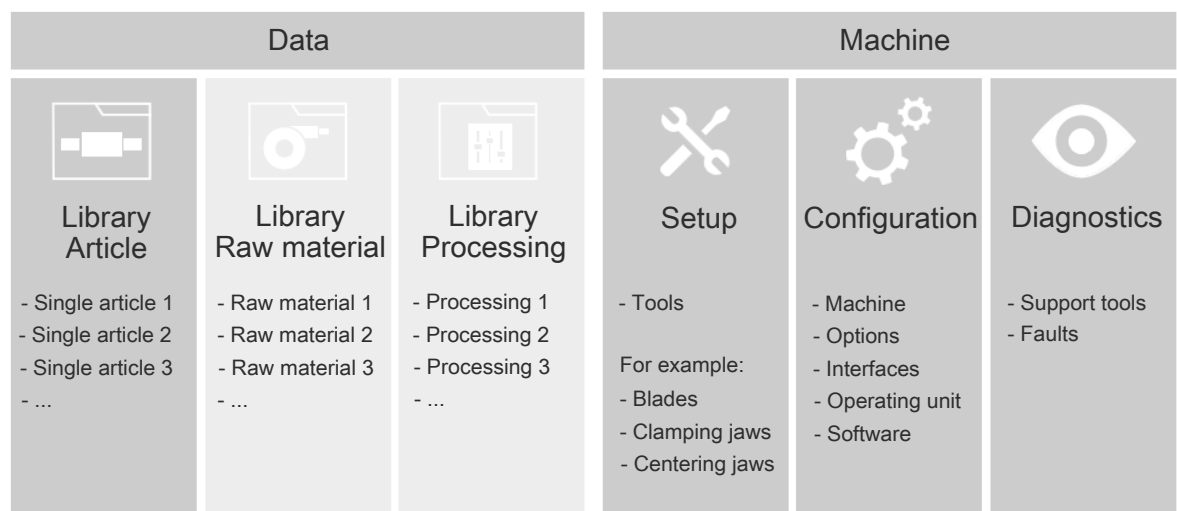 Data
Library
Article
- Single article 1
- Single article 2
- Single article 3
- ...
Library
Raw material
- Raw material 1
- Raw material 2
- Raw material 3
- ...
Library
Processing
- Processing 1
- Processing 2
- Processing 3
- ...
Machine
Setup
- Tools
For example:
- Blades
- Clamping jaws
- Centering jaws
Configuration
- Machine
- Options
- Interfaces
- Operating unit
- Software
Diagnostics
- Support tools
- Faults